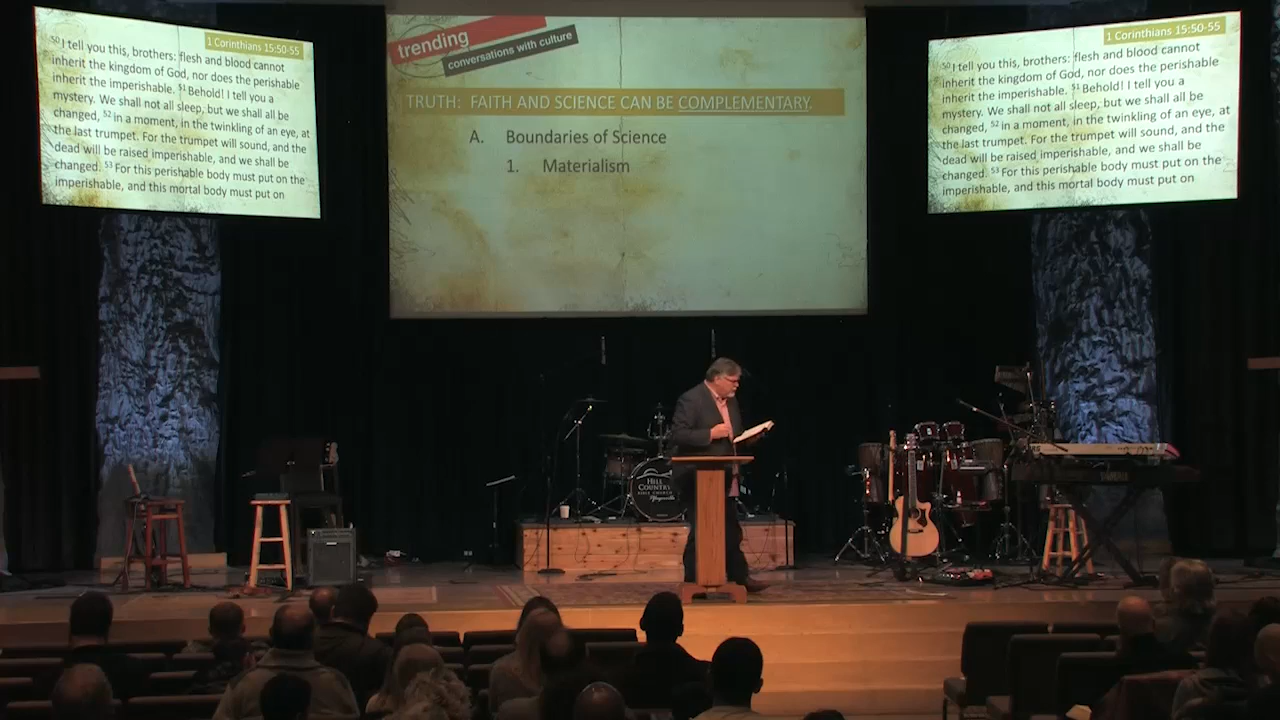 1 Corinthians 15:50-55
50 I tell you this, brothers: flesh and blood cannot
inherit the kingdom of God, nor does the perishable
inherit the imperishable. 51 Behold! I tell you a
mystery. We shall not all sleep, but we shall all be
changed, 52 in a moment, in the twinkling of an eye, at
the last trumpet. For the trumpet will sound, and the
dead will be raised imperishable, and we shall be
changed. 53 For this perishable body must put on the
imperishable, and this mortal body must put on
trending
conversations with culture
TRUTH: FAITH AND SCIENCE CAN BE COMPLEMENTARY.
A. Boundaries of Science
1. Materialism
1 Corinthians 15:50-55
50 I tell you this, brothers: flesh and blood cannot
inherit the kingdom of God, nor does the perishable
inherit the imperishable. 51 Behold! I tell you a
mystery. We shall not all sleep, but we shall all be
changed, 52 in a moment, in the twinkling of an eye, at
the last trumpet. For the trumpet will sound, and the
dead will be raised imperishable, and we shall be
changed. 53 For this perishable body must put on the
imperishable, and this mortal body must put on
HILL
COUNTRY
BIBLE CHURCH
Pflugerville
YAMAHA